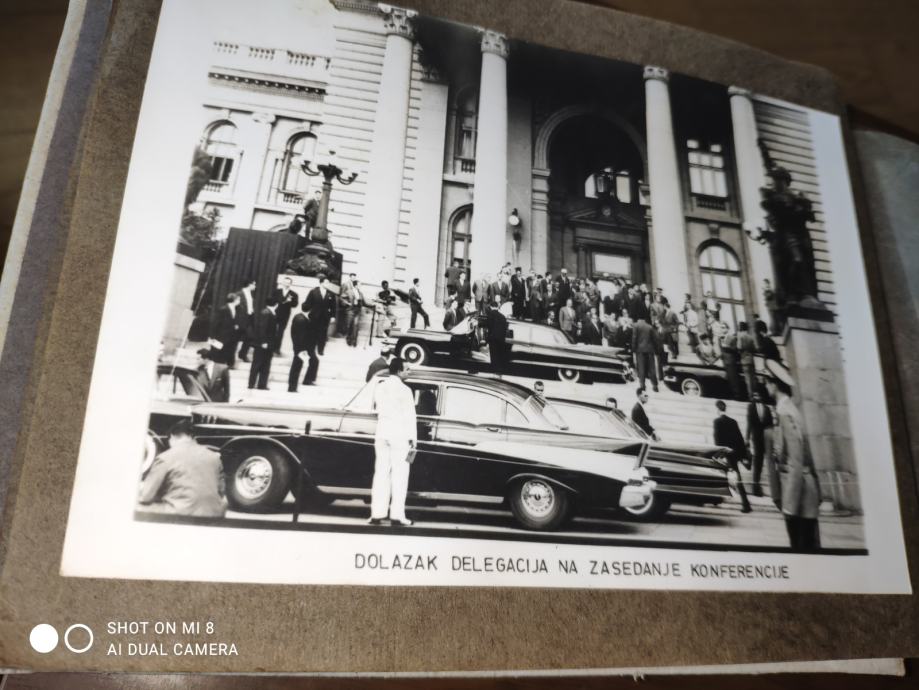 DOLAZAK DELEGACIJA NA ZASEDANJE KONFERENCIJE
SHOT ON MI 8
AI DUAL CAMERA